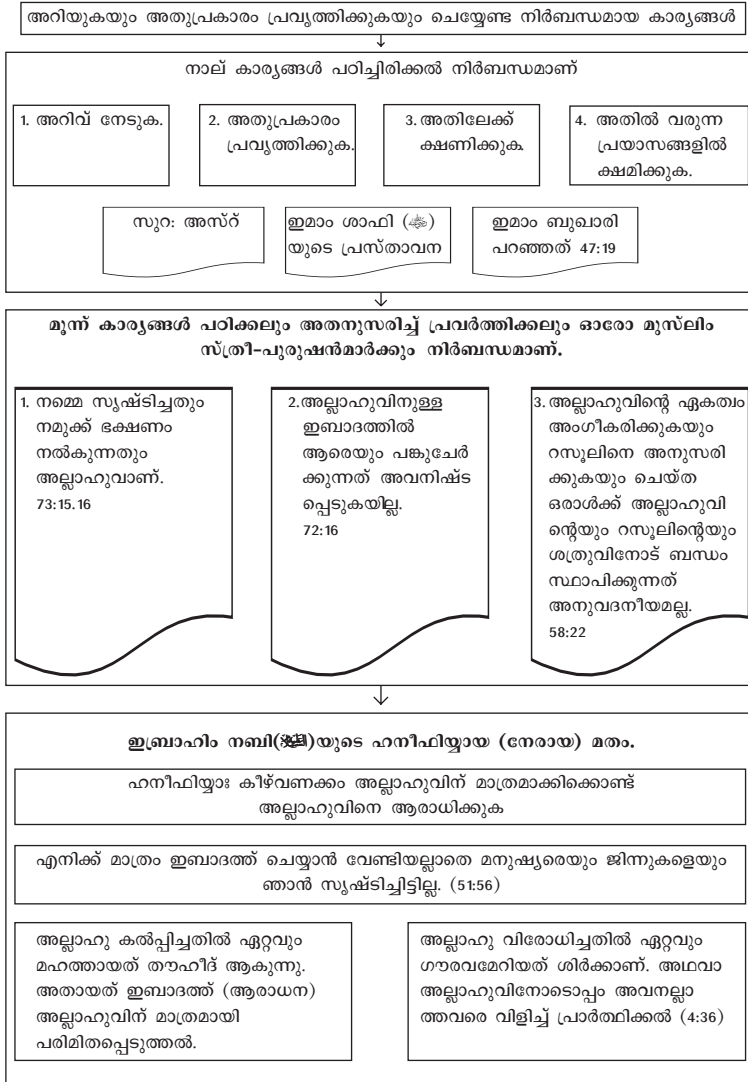 അറിയുകയും അതുപ്രകാരം പ്രവൃത്തിക്കുകയും ചെയ്യേണ്ട നിർബന്ധമായ കാര്യങ്ങൾ
നാല് കാര്യങ്ങൾ പഠിച്ചിരിക്കൽ നിർബന്ധമാണ്
1. അറിവ് നേടുക.
2. അതുപ്രകാരം
പ്രവൃത്തിക്കുക.
3. അതിലേക്ക്
ക്ഷണിക്കുക.
4. അതിൽ വരുന്ന
പ്രയാസങ്ങളിൽ
ക്ഷമിക്കുക.
സുറ: അസ്റ്
ഇമാം ശാഫി (ﷺ)
യുടെ പ്രസ്താവന
ഇമാം ബുഖാരി
പറഞ്ഞത് 47:19
മൂന്ന് കാര്യങ്ങൾ പഠിക്കലും അതനുസരിച്ച് പ്രവർത്തിക്കലും ഓരോ മുസ്‌ലിം
സ്ത്രീ-പുരുഷൻമാർക്കും നിർബന്ധമാണ്.
1. നമ്മെ സൃഷ്ടിച്ചതും
നമുക്ക് ഭക്ഷണം
നൽകുന്നതും
അല്ലാഹുവാണ്.
73:15.16
2.അല്ലാഹുവിനുള്ള
ഇബാദത്തിൽ
ആരെയും പങ്കുചേർ
ക്കുന്നത് അവനിഷ്ട
പ്പെടുകയില്ല.
72:16
3. അല്ലാഹുവിന്റെ ഏകത്വം
അംഗീകരിക്കുകയും
റസൂലിനെ അനുസരി
ക്കുകയും ചെയ്ത
ഒരാൾക്ക് അല്ലാഹുവി
ന്റെയും റസൂലിന്റെയും
ശത്രുവിനോട് ബന്ധം
സ്ഥാപിക്കുന്നത്
അനുവദനീയമല്ല.
58:22
ഇബ്രാഹിം നബി()യുടെ ഹനീഫിയ്യായ (നേരായ) മതം.
ഹനീഫിയ്യാഃ കീഴ്‌വണക്കം അല്ലാഹുവിന് മാത്രമാക്കിക്കൊണ്ട്
അല്ലാഹുവിനെ ആരാധിക്കുക
എനിക്ക് മാത്രം ഇബാദത്ത് ചെയ്യാൻ വേണ്ടിയല്ലാതെ മനുഷ്യരെയും ജിന്നുകളെയും
ഞാൻ സൃഷ്ടിച്ചിട്ടില്ല. (51:56)
അല്ലാഹു കൽപ്പിച്ചതിൽ ഏറ്റവും
മഹത്തായത് തൗഹീദ് ആകുന്നു.
അതായത് ഇബാദത്ത് (ആരാധന)
അല്ലാഹുവിന് മാത്രമായി
പരിമിതപ്പെടുത്തൽ.
അല്ലാഹു വിരോധിച്ചതിൽ ഏറ്റവും
ഗൗരവമേറിയത് ശിർക്കാണ്. അഥവാ
അല്ലാഹുവിനോടൊപ്പം അവനല്ലാ
ത്തവരെ വിളിച്ച് പ്രാർത്ഥിക്കൽ (4:36)